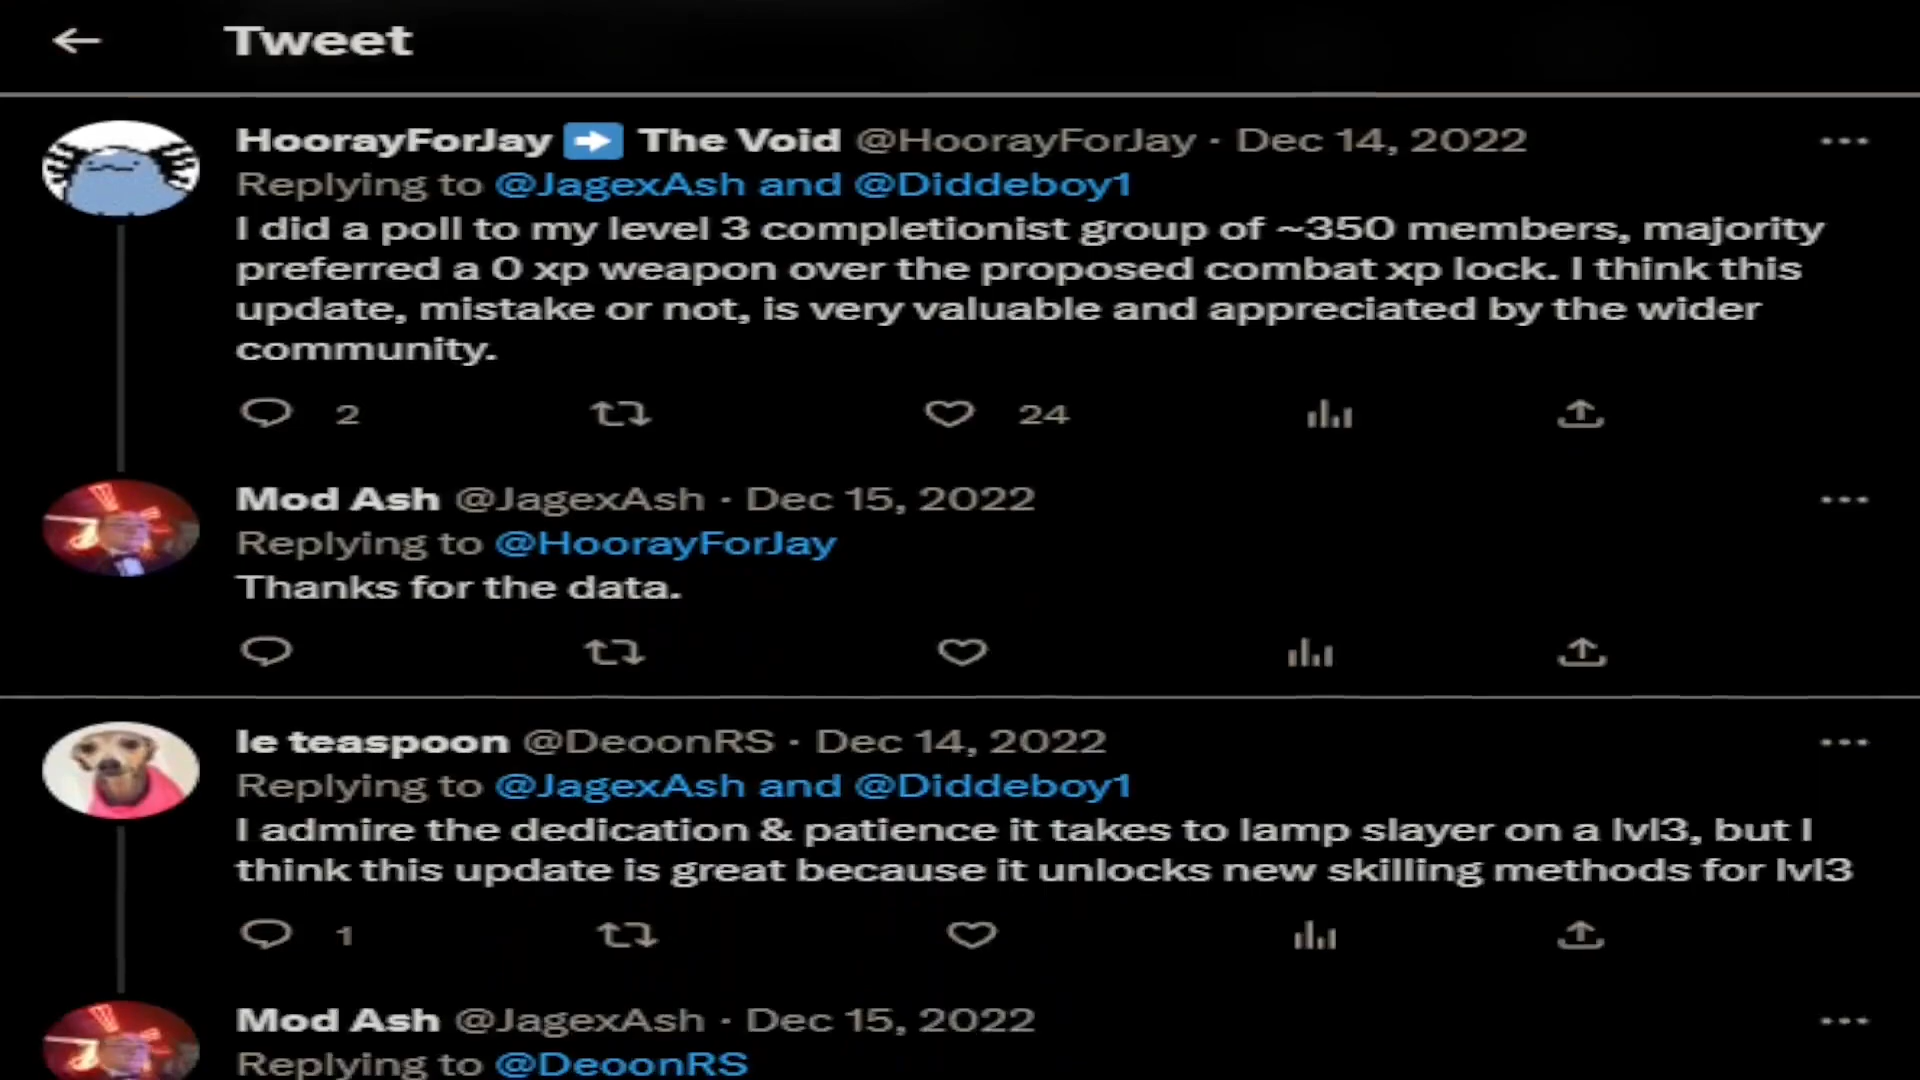 Tweet
HoorayForJay ➡️ The Void @HoorayForJay · Dec 14, 2022
Replying to @JagexAsh and @Diddeboy1
I did a poll to my level 3 completionist group of ~350 members, majority
preferred a 0 xp weapon over the proposed combat xp lock. I think this
update, mistake or not, is very valuable and appreciated by the wider
community.
2 24
Mod Ash @JagexAsh · Dec 15, 2022
Replying to @HoorayForJay
Thanks for the data.
le teaspoon @DeoonRS · Dec 14, 2022
Replying to @JagexAsh and @Diddeboy1
I admire the dedication & patience it takes to lamp slayer on a lvl3, but I
think this update is great because it unlocks new skilling methods for lvl3
1
Mod Ash @JagexAsh · Dec 15, 2022
Replying to @DeoonRS